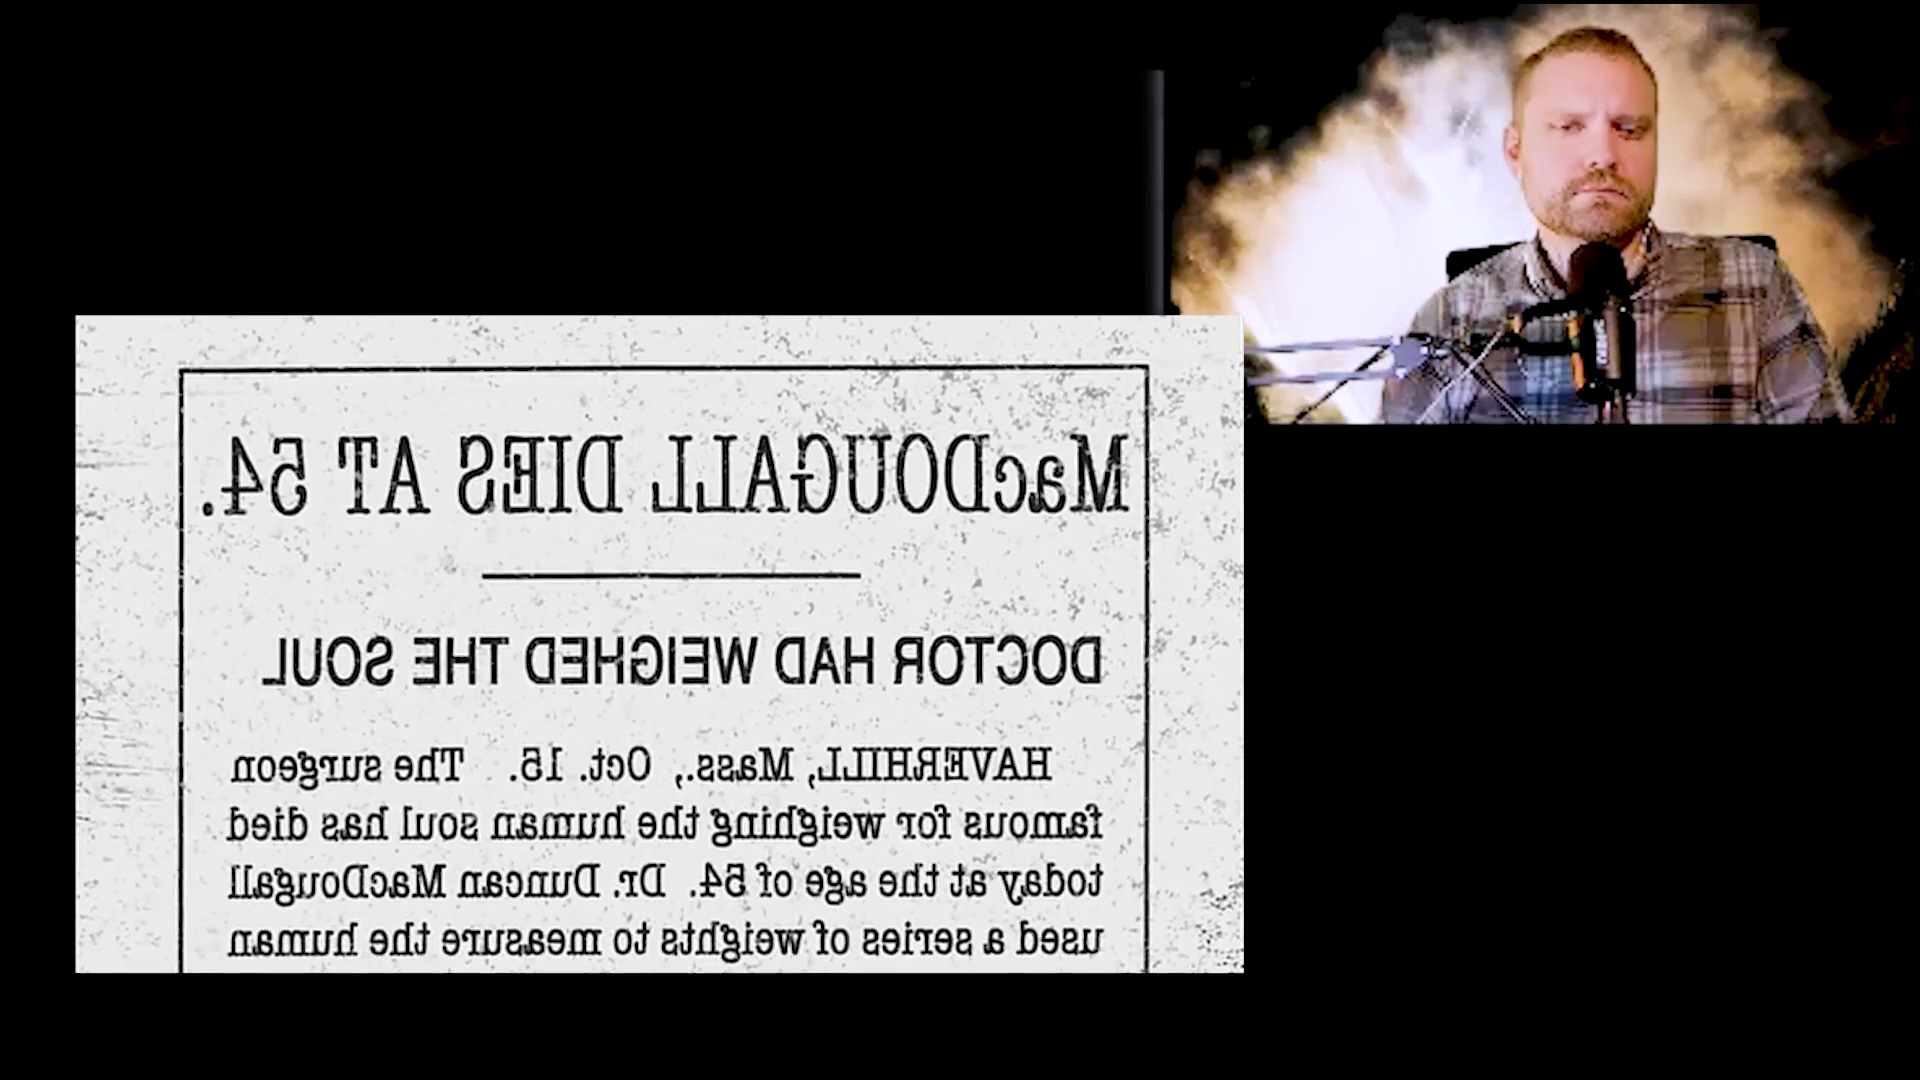 MacDOUGALL DIES AT 54.
DOCTOR HAD WEIGHED THE SOUL
HAVERHILL, Mass., Oct. 15. The surgeon
famous for weighing the human soul has died
today at the age of 54. Dr. Duncan MacDougall
used a series of weights to measure the human